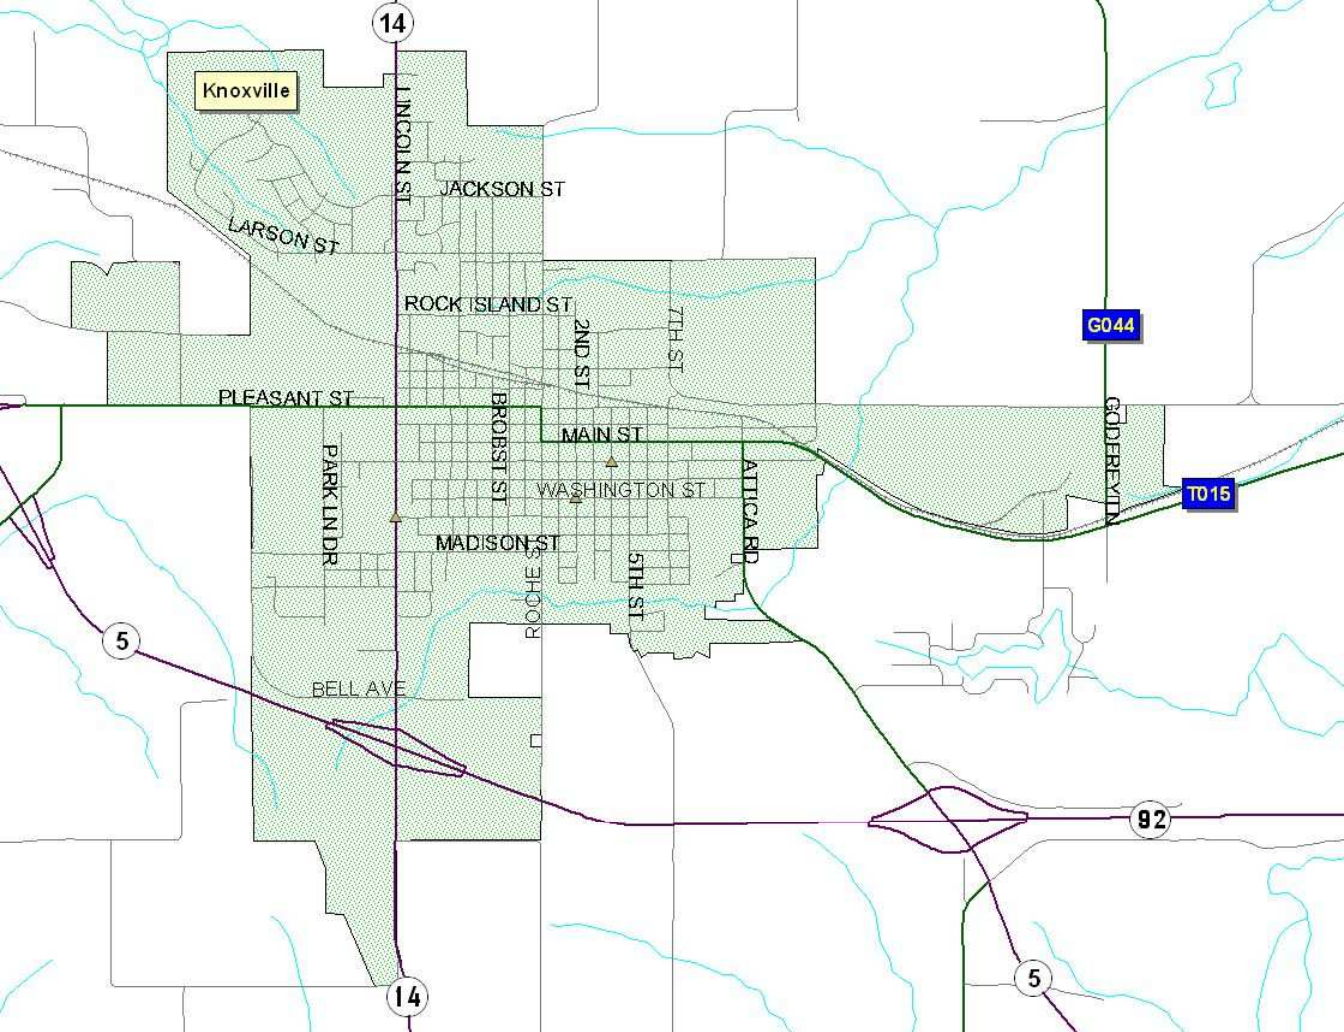 14
Knoxville
LINCOLN ST
JACKSON ST
LARSON ST
ROCK ISLAND ST
2ND ST
7TH ST
G044
PLEASANT ST
BROBST ST
MAIN ST
GODFREY LN
PARK LN DR
WASHINGTON ST
ATTICA RD
T015
MADISON ST
ROCHE S
5TH ST
5
BELL AVE
92
5
14